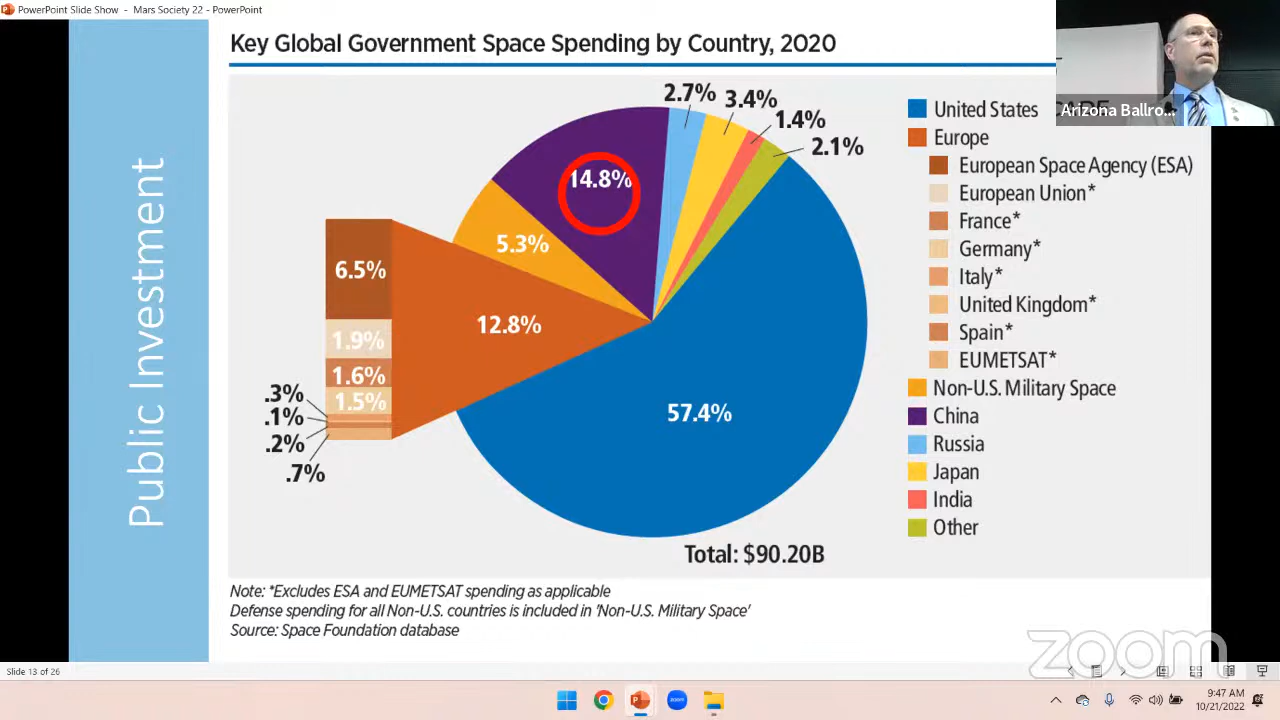 PowerPoint Slide Show - Mars Society 22 - PowerPoint
Public Investment
Key Global Government Space Spending by Country, 2020
2.7%
3.4%
1.4%
2.1%
14.8%
5.3%
12.8%
57.4%
6.5%
1.9%
1.6%
1.5%
.3%
.1%
.2%
.7%
Total: $90.20B
United States
Europe
European Space Agency (ESA)
European Union*
France*
Germany*
Italy*
United Kingdom*
Spain*
EUMETSAT*
Non-U.S. Military Space
China
Russia
Japan
India
Other
Note: *Excludes ESA and EUMETSAT spending as applicable
Defense spending for all Non-U.S. countries is included in 'Non-U.S. Military Space'
Source: Space Foundation database
Arizona Ballro...
zoom
Slide 13 of 26
zoom
9:47 AM
10/21/2022